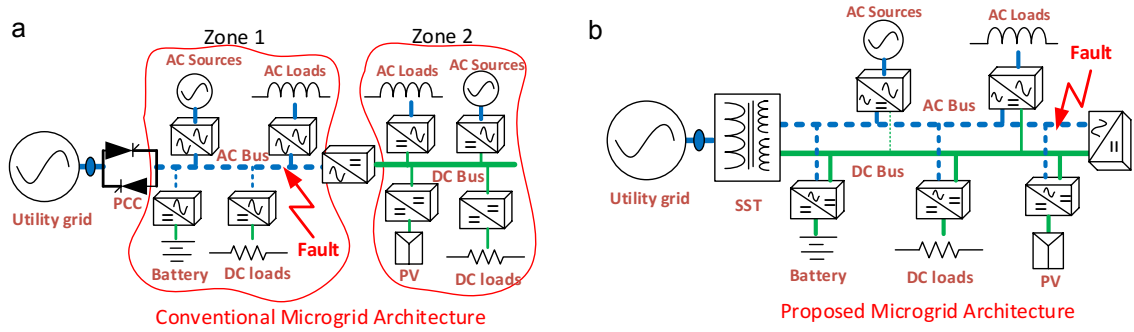 a
Zone 1
Zone 2
AC Sources
AC Loads
AC Loads
AC Sources
AC Bus
DC Bus
Utility grid
PCC
Fault
Battery
DC loads
PV
DC loads
Conventional Microgrid Architecture
b
AC Sources
AC Loads
Fault
AC Bus
DC Bus
Utility grid
SST
Battery
DC loads
PV
Proposed Microgrid Architecture